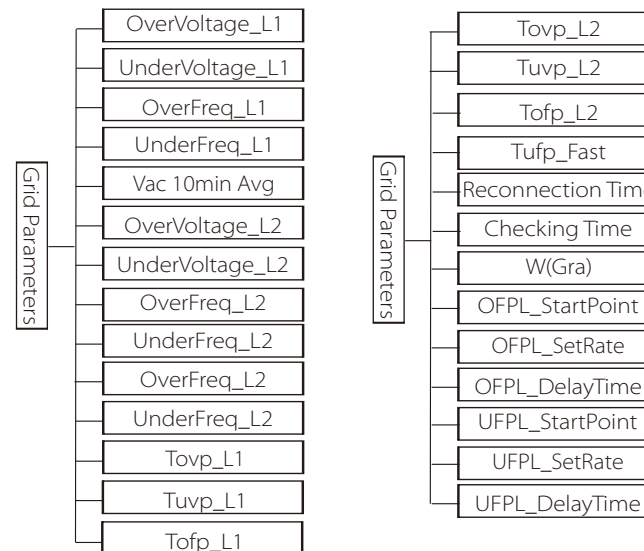 Grid Parameters
OverVoltage_L1
UnderVoltage_L1
OverFreq_L1
UnderFreq_L1
Vac 10min Avg
OverVoltage_L2
UnderVoltage_L2
OverFreq_L2
UnderFreq_L2
OverFreq_L2
UnderFreq_L2
Tovp_L1
Tuvp_L1
Tofp_L1
Grid Parameters
Tovp_L2
Tuvp_L2
Tofp_L2
Tufp_Fast
Reconnection Time
Checking Time
W(Gra)
OFPL_StartPoint
OFPL_SetRate
OFPL_DelayTime
UFPL_StartPoint
UFPL_SetRate
UFPL_DelayTime